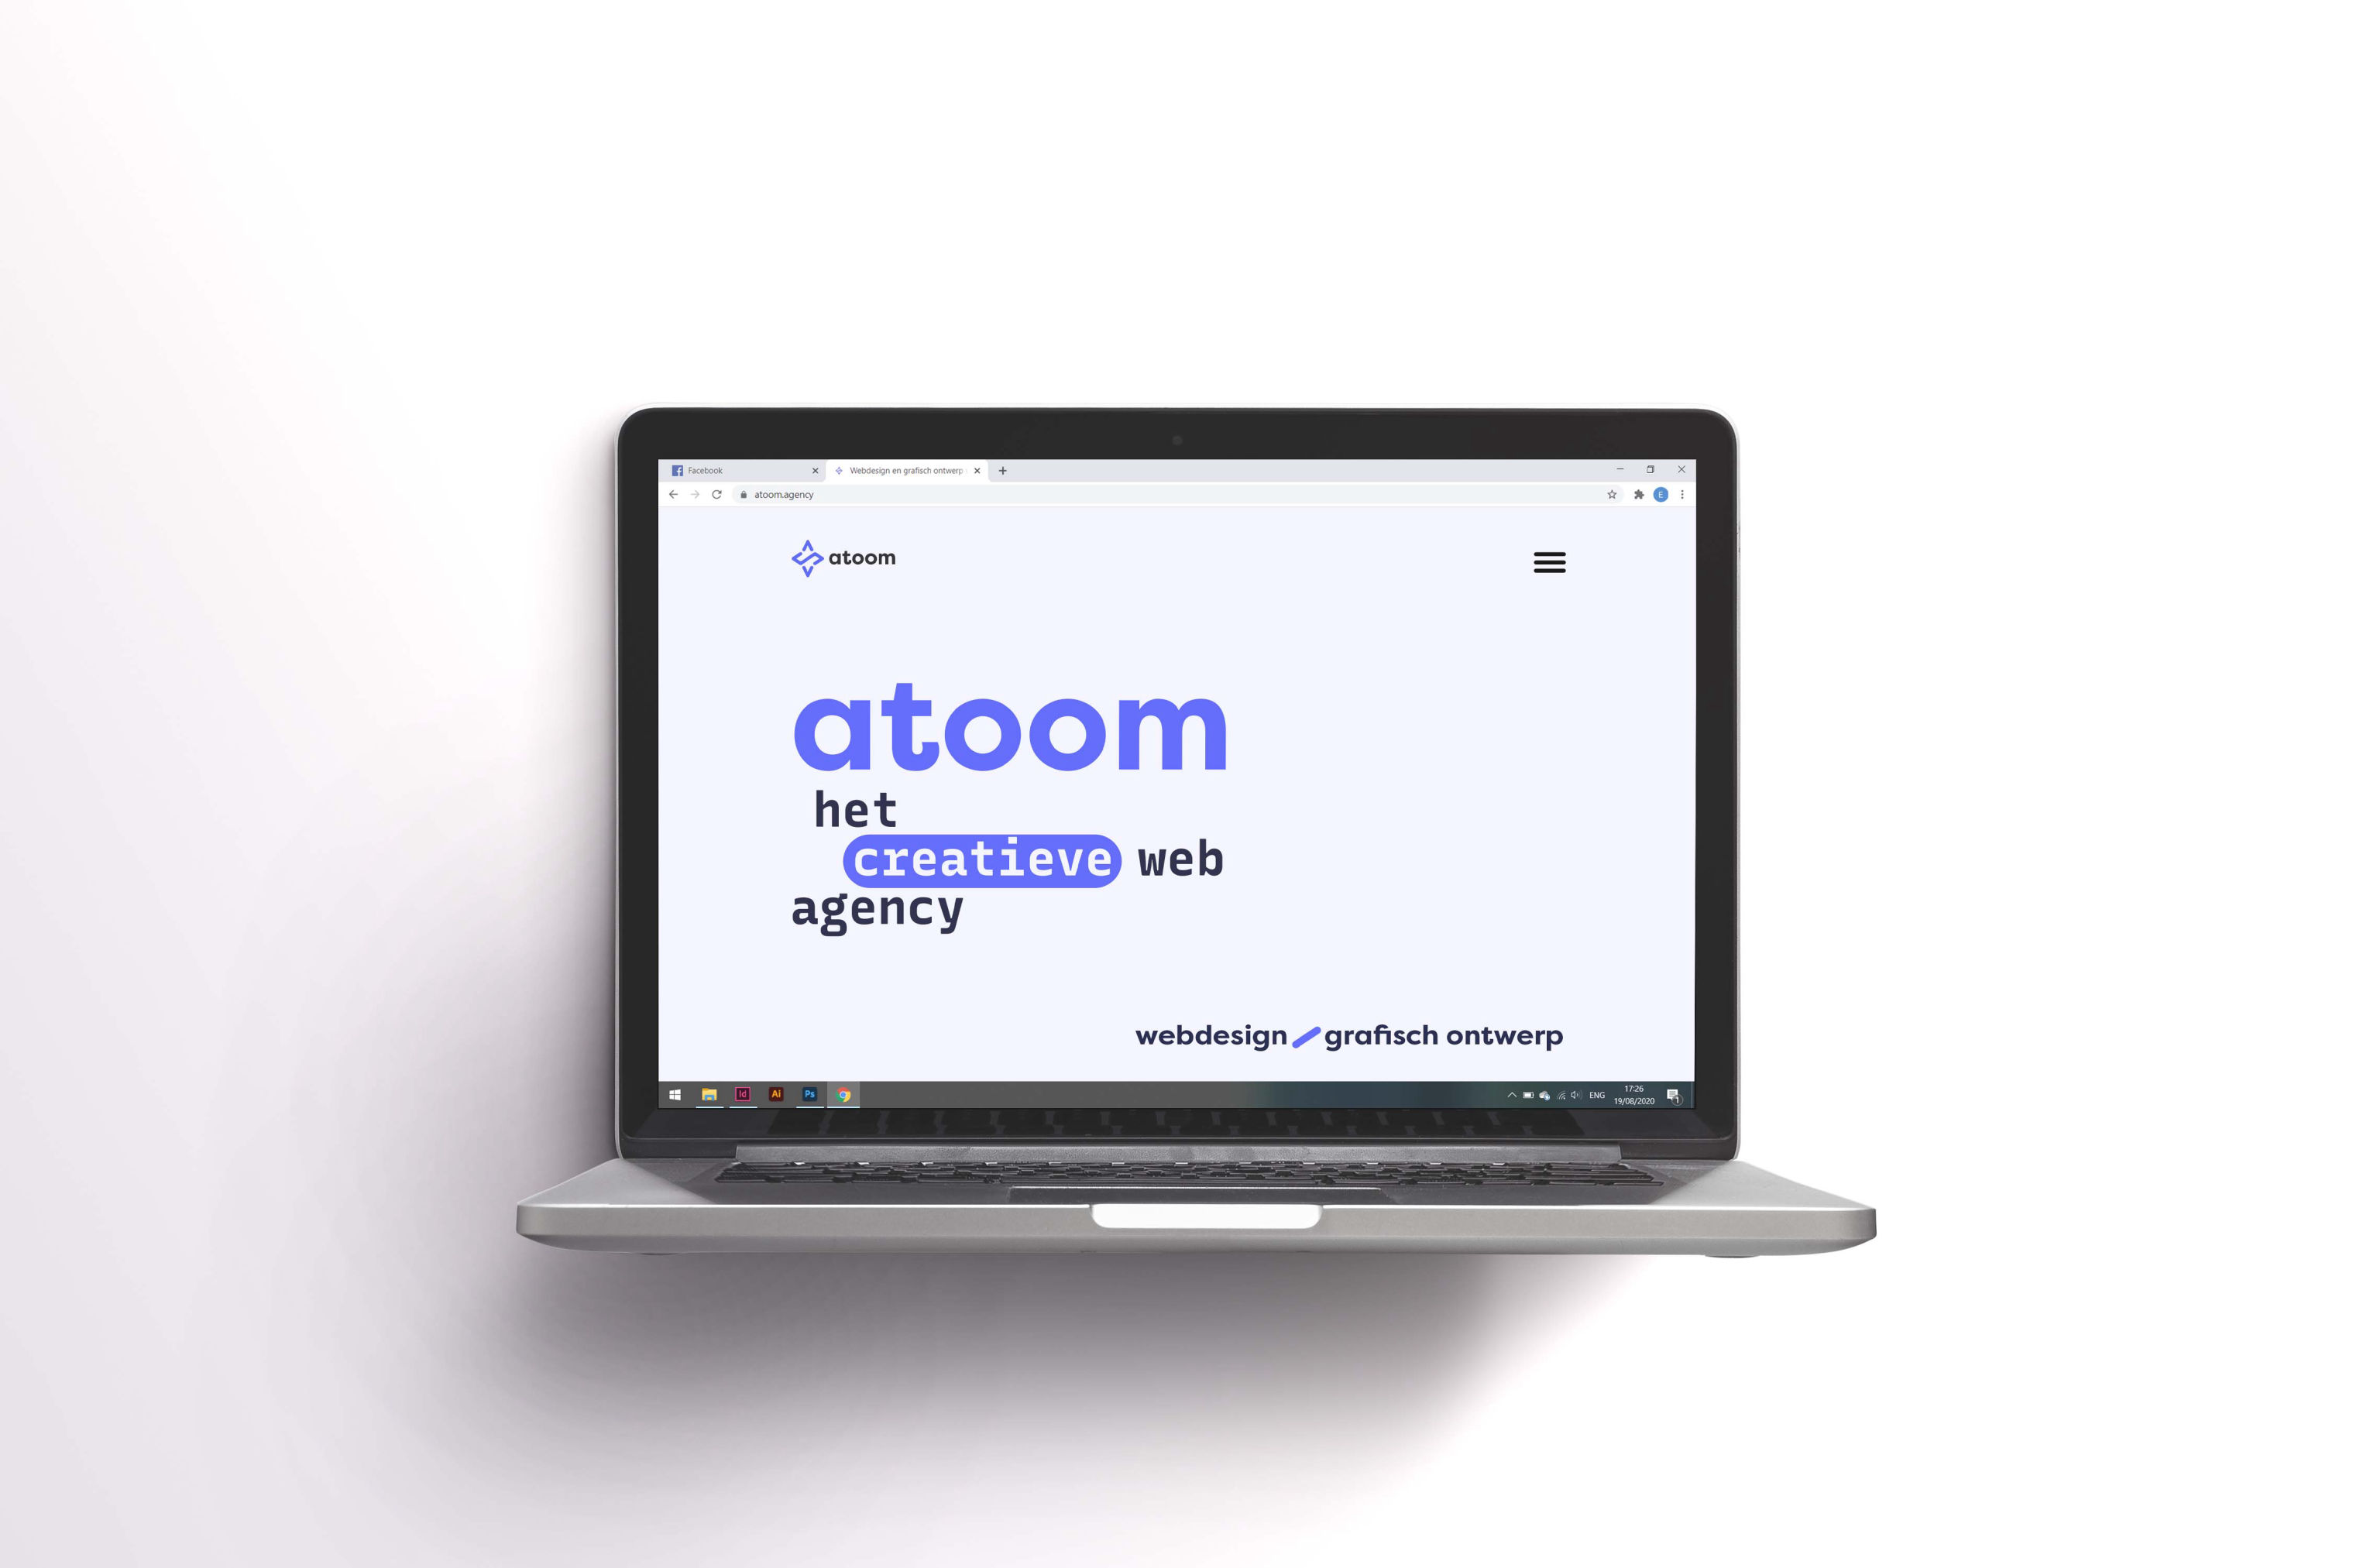 Facebook
Webdesign en grafisch ontwerp
atoom.agency
E
atoom
atoom
het
creatieve web
agency
webdesign grafisch ontwerp
Id Ai Ps
ENG
17:26
19/08/2020
1